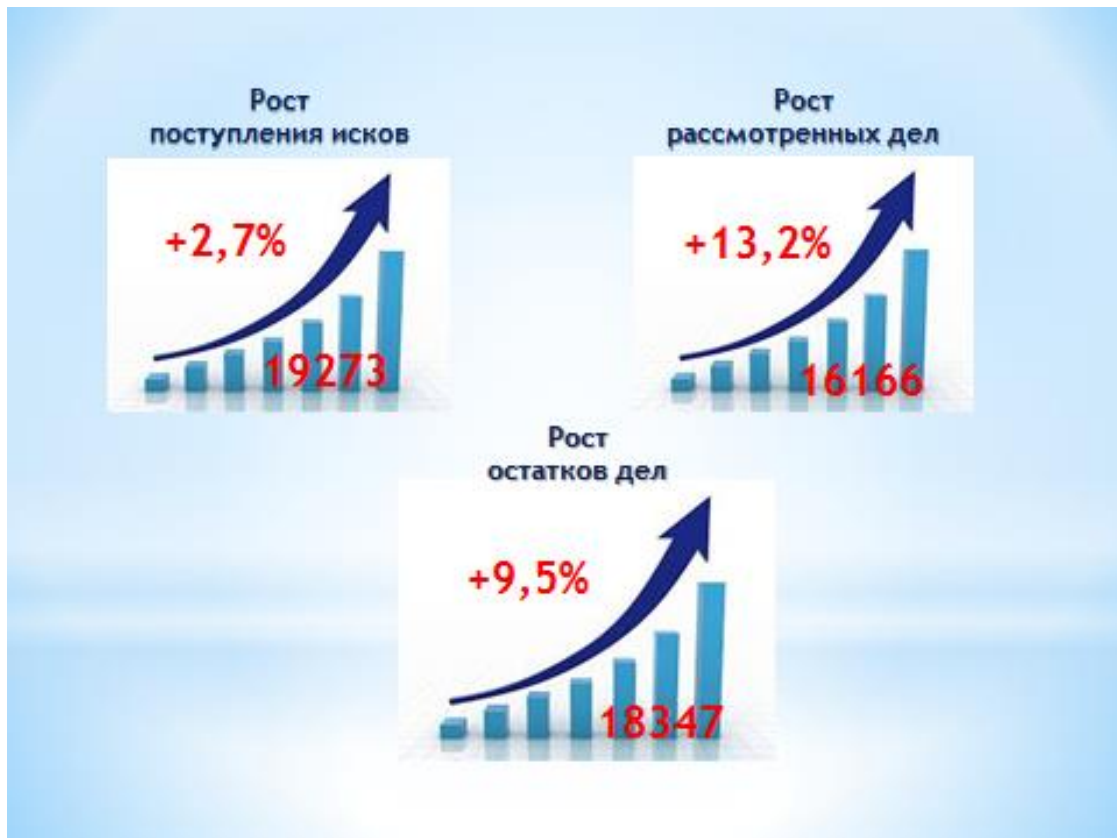 Рост
поступления исков
+2,7%
19273
Рост
рассмотренных дел
+13,2%
16166
Рост
остатков дел
+9,5%
18347